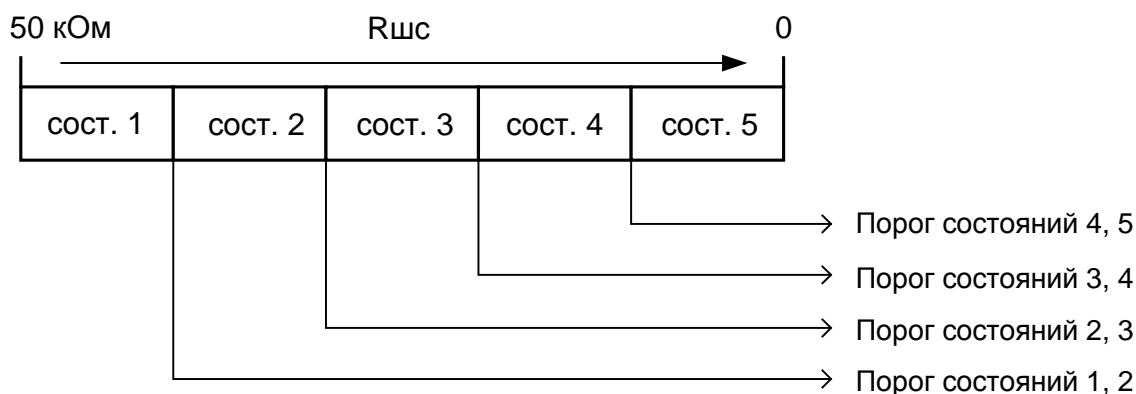 50 кОм Rшс 0
сост. 1 сост. 2 сост. 3 сост. 4 сост. 5
Порог состояний 4, 5
Порог состояний 3, 4
Порог состояний 2, 3
Порог состояний 1, 2